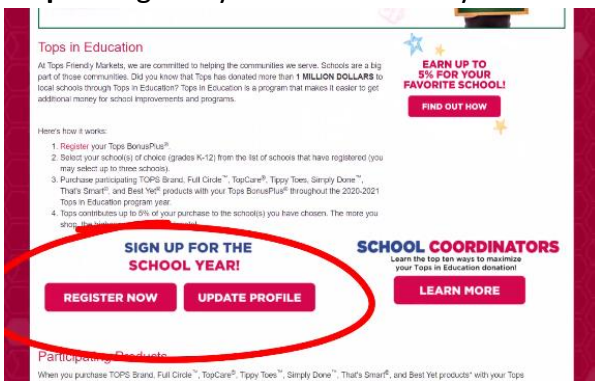 Tops in Education
At Tops Friendly Markets, we are committed to helping the communities we serve. Schools are a big
part of those communities. Did you know that Tops has donated more than 1 MILLION DOLLARS to
local schools through Tops in Education? Tops in Education is a program that makes it easier to get
additional money for school improvements and programs.
EARN UP TO
5% FOR YOUR
FAVORITE SCHOOL!
FIND OUT HOW
Here's how it works:
1. Register your Tops BonusPlus®.
2. Select your school(s) of choice (grades K-12) from the list of schools that have registered (you
may select up to three schools).
3. Purchase participating TOPS Brand, Full Circle™, TopCare®, Tippy Toes, Simply Done™,
That's Smart®, and Best Yet® products with your Tops BonusPlus® throughout the 2020-2021
Tops in Education program year.
4. Tops contributes up to 5% of your purchase to the school(s) you have chosen. The more you
shop, the
SIGN UP FOR THE
SCHOOL YEAR!
REGISTER NOW
UPDATE PROFILE
SCHOOL COORDINATORS
Learn the top ten ways to maximize
your Tops in Education donation!
LEARN MORE
Participating Products
When you purchase TOPS Brand, Full Circle™, TopCare®, Tippy Toes™, Simply Done™, That's Smart®, and Best Yet products* with your Tops